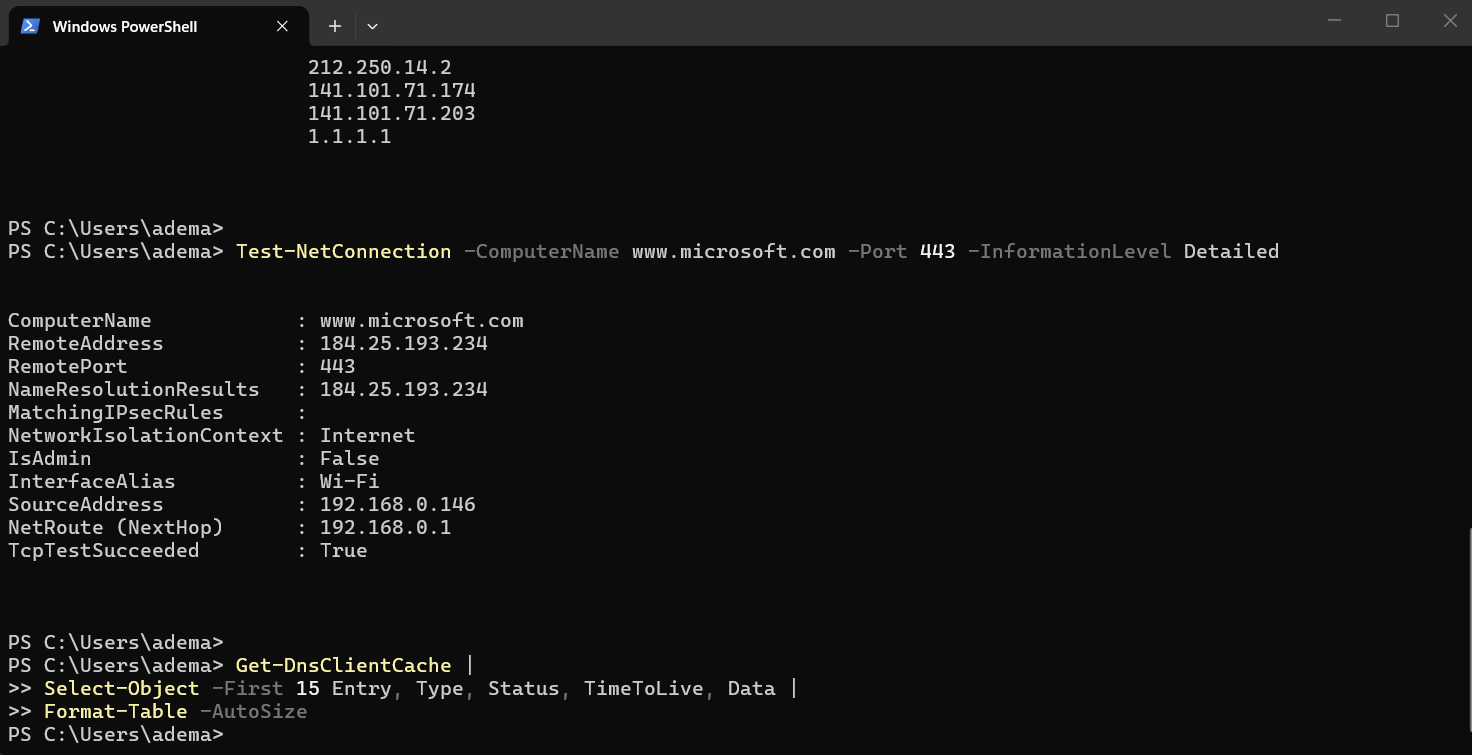 Windows PowerShell
212.250.14.2
141.101.71.174
141.101.71.203
1.1.1.1
PS C:\Users\adema>
PS C:\Users\adema> Test-NetConnection -ComputerName www.microsoft.com -Port 443 -InformationLevel Detailed
ComputerName            : www.microsoft.com
RemoteAddress           : 184.25.193.234
RemotePort              : 443
NameResolutionResults   : 184.25.193.234
MatchingIPsecRules      :
NetworkIsolationContext : Internet
IsAdmin                 : False
InterfaceAlias          : Wi-Fi
SourceAddress           : 192.168.0.146
NetRoute (NextHop)      : 192.168.0.1
TcpTestSucceeded        : True
PS C:\Users\adema>
PS C:\Users\adema> Get-DnsClientCache |
>> Select-Object -First 15 Entry, Type, Status, TimeToLive, Data |
>> Format-Table -AutoSize
PS C:\Users\adema>